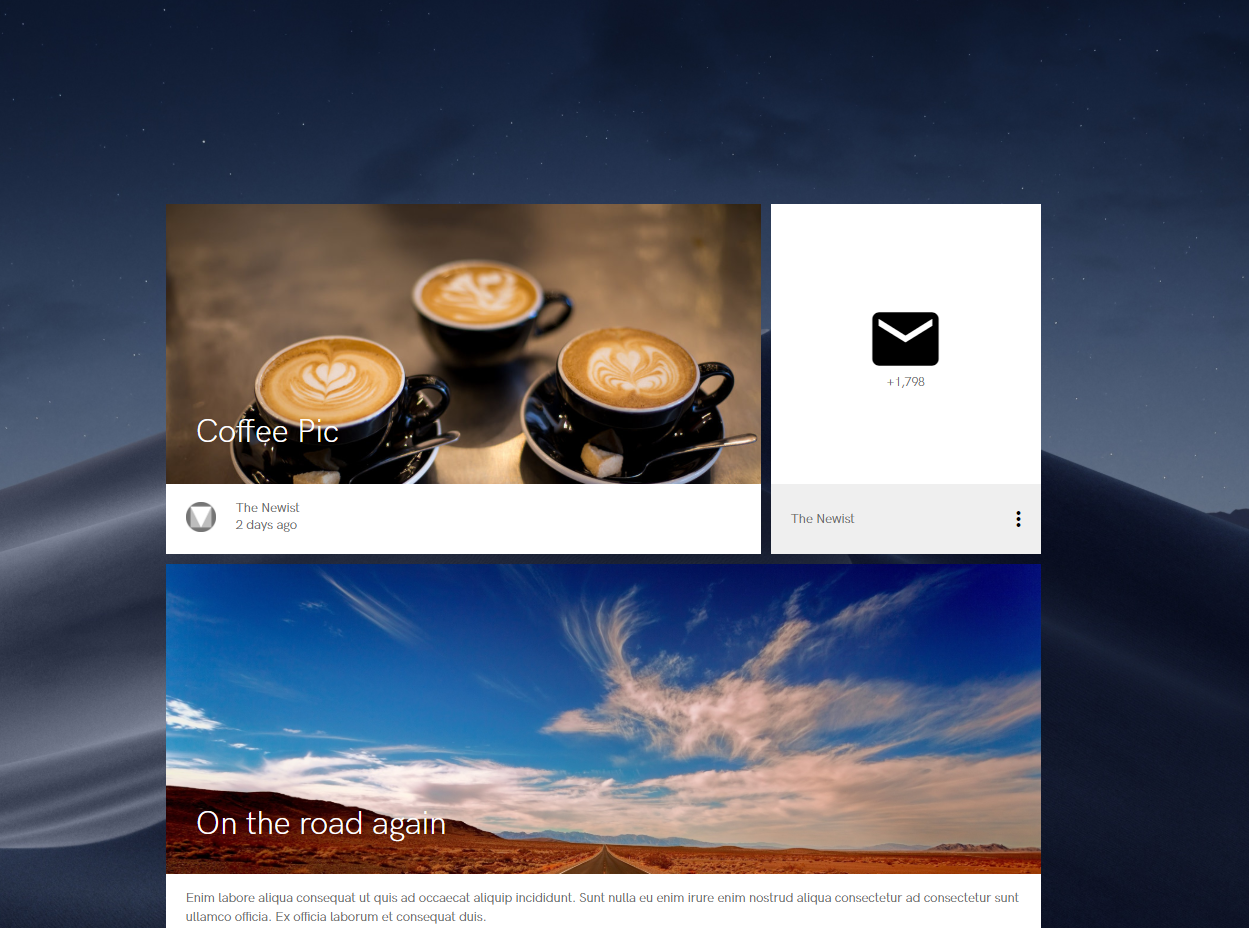 Coffee Pic
The Newist
2 days ago
+1,798
The Newist
On the road again
Enim labore aliqua consequat ut quis ad occaecat aliquip incididunt. Sunt nulla eu enim irure enim nostrud aliqua consectetur ad consectetur sunt
ullamco officia. Ex officia laborum et consequat duis.